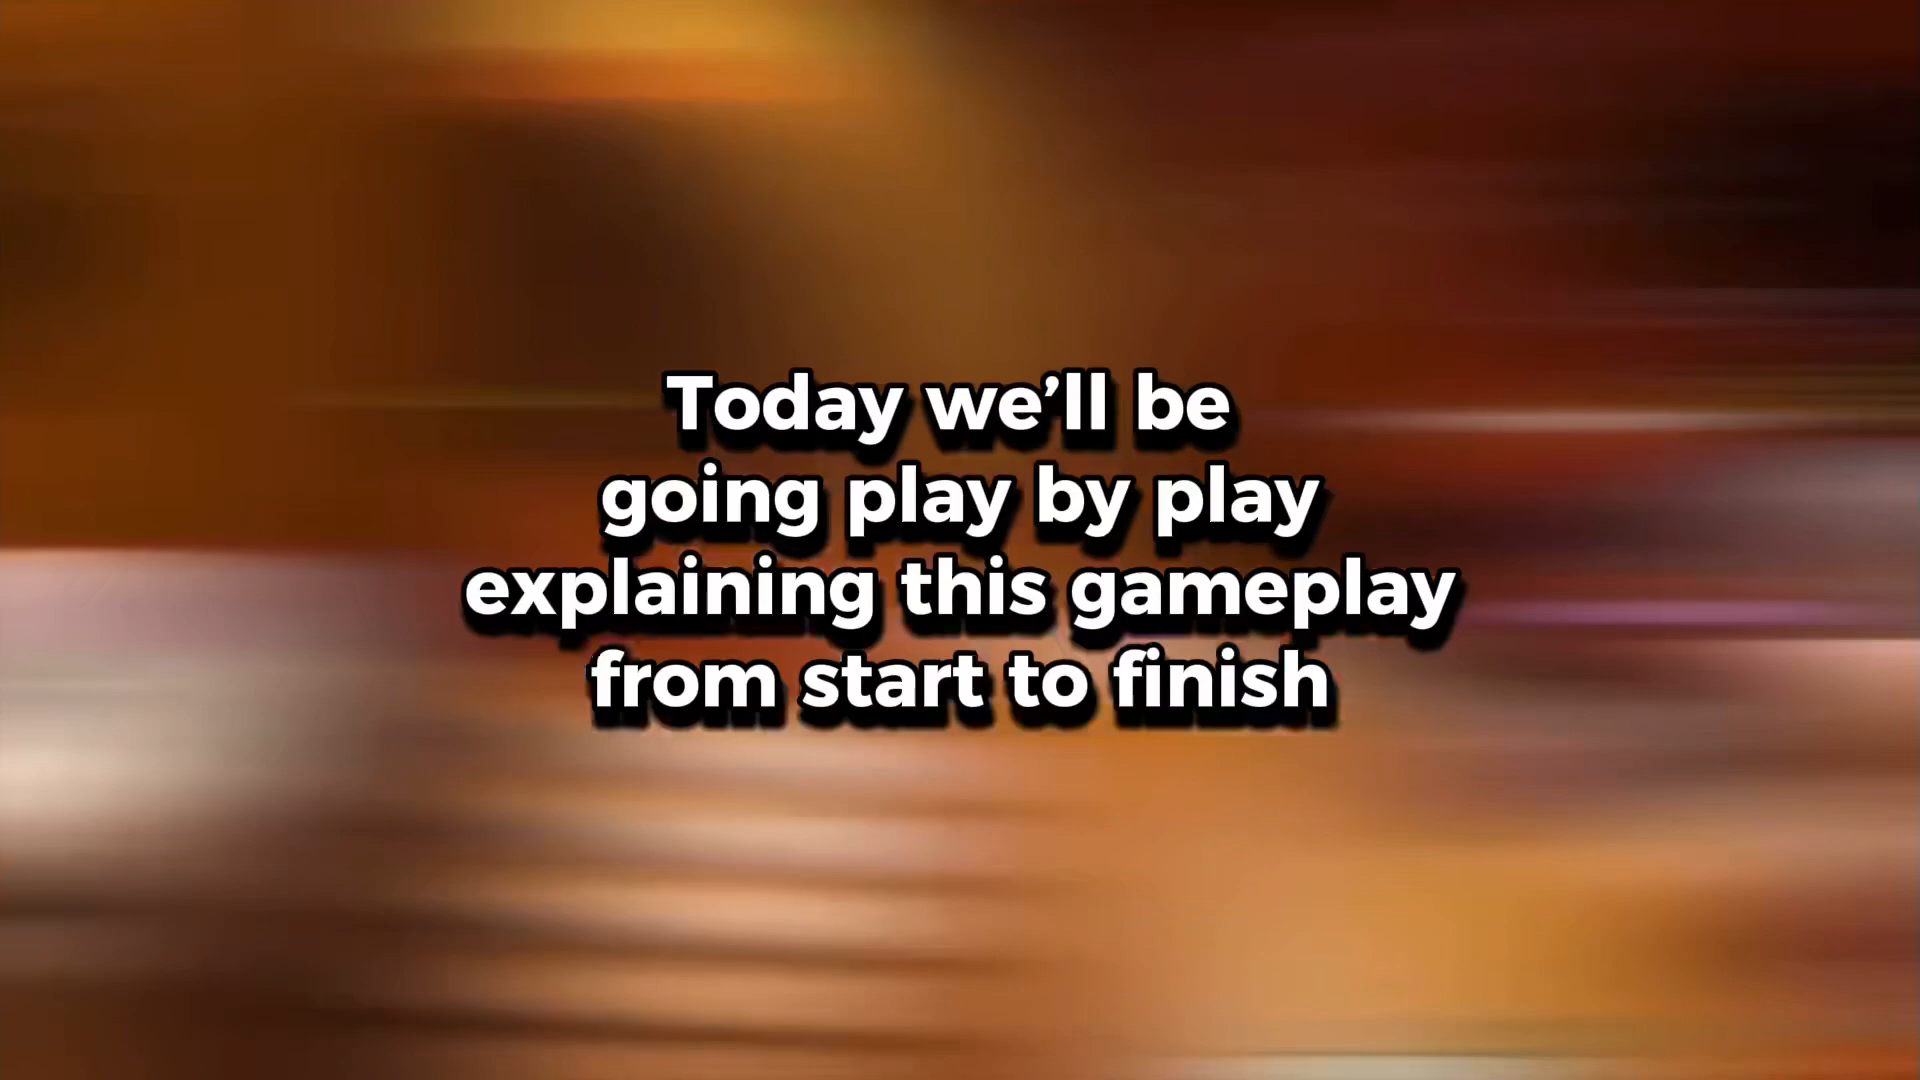 Today we’ll be
going play by play
explaining this gameplay
from start to finish